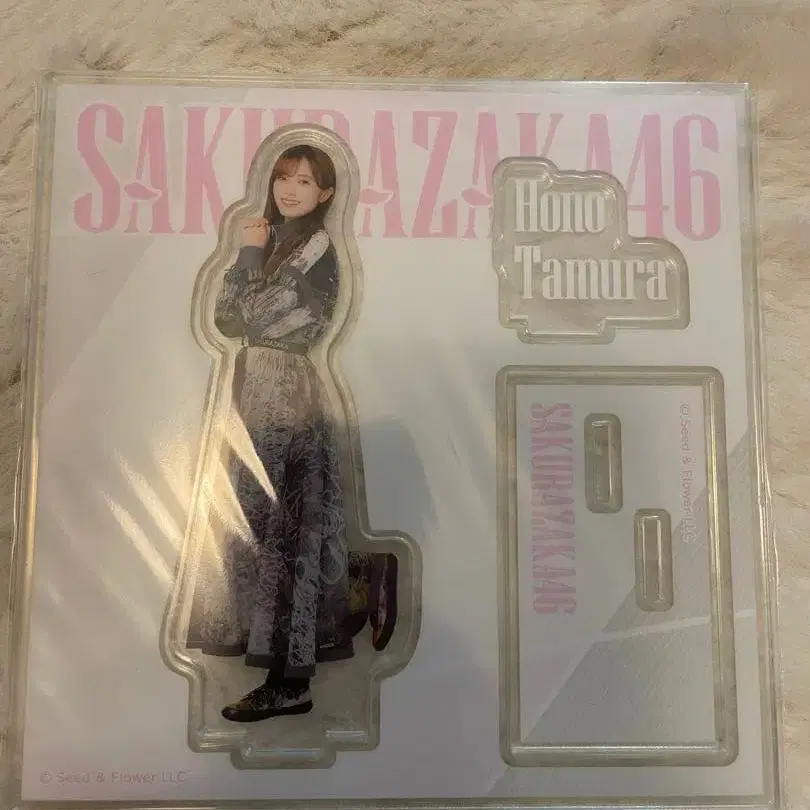 SAKURAZAKA46
Hono
Tamura
SAKURAZAKA46
© Seed & Flower LLC
© Seed & Flower LLC